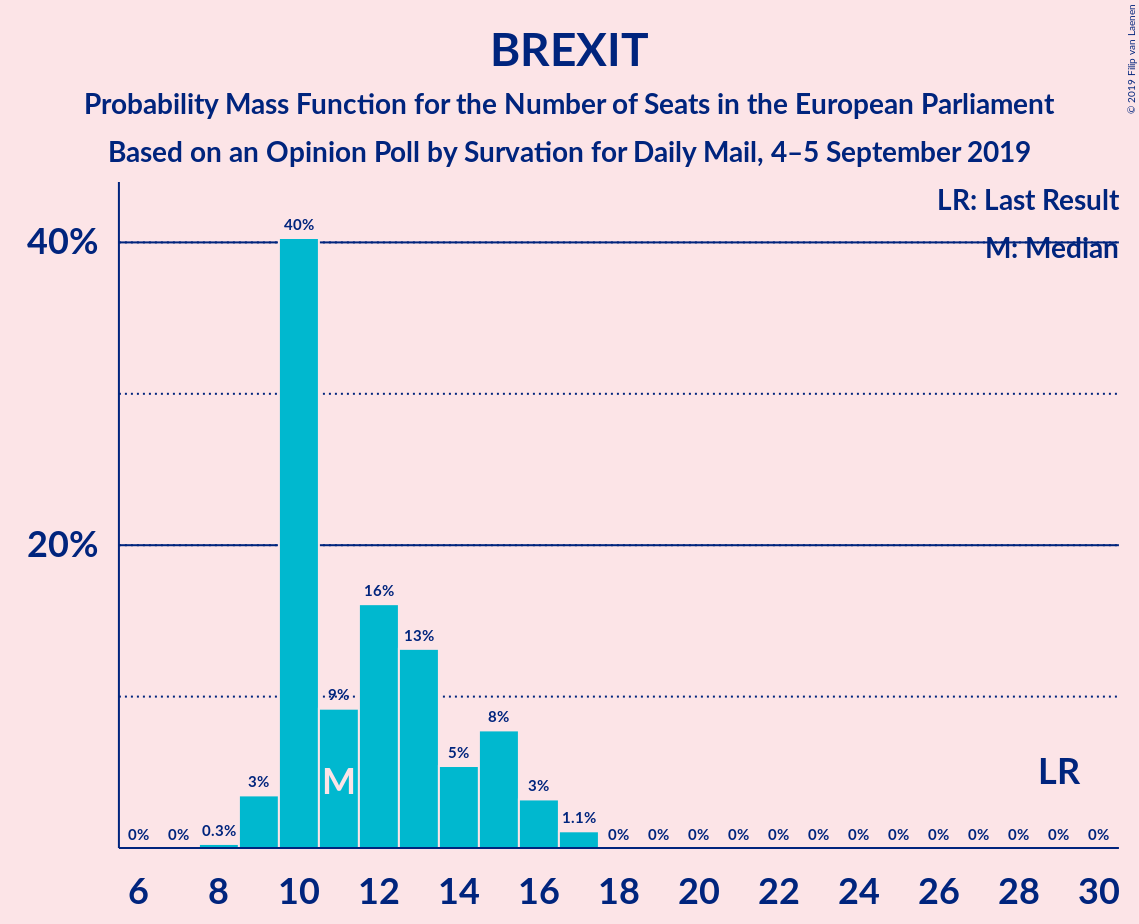 BREXIT
Probability Mass Function for the Number of Seats in the European Parliament
Based on an Opinion Poll by Survation for Daily Mail, 4–5 September 2019
© 2019 Filip van Laenen
LR: Last Result
M: Median
40%
20%
0% 0% 0.3% 3% 40% 9% 16% 13% 5% 8% 3% 1.1% 0% 0% 0% 0% 0% 0% 0% 0% 0% 0% 0% 0% 0%
M
LR
6 8 10 12 14 16 18 20 22 24 26 28 30